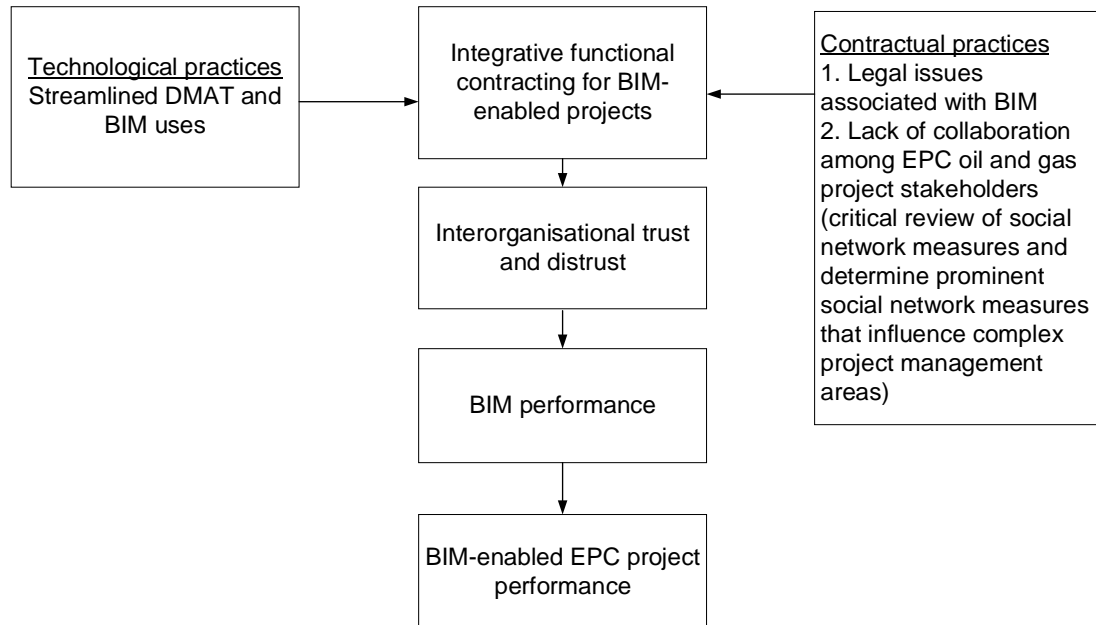 Technological practices
Streamlined DMAT and
BIM uses
Integrative functional
contracting for BIM-
enabled projects
Contractual practices
1. Legal issues
associated with BIM
2. Lack of collaboration
among EPC oil and gas
project stakeholders
(critical review of social
network measures and
determine prominent
social network measures
that influence complex
project management
areas)
Interorganisational trust
and distrust
BIM performance
BIM-enabled EPC project
performance